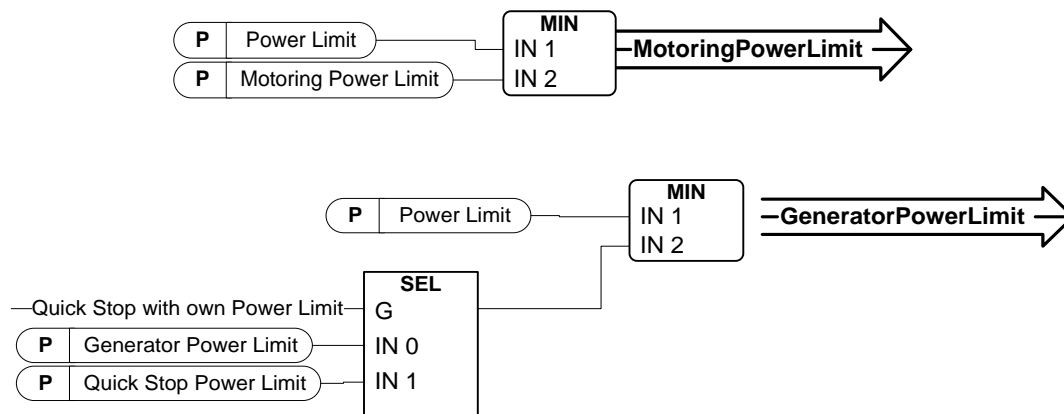 MIN
P Power Limit
IN 1
MotoringPowerLimit
P Motoring Power Limit
IN 2
MIN
P Power Limit
IN 1
GeneratorPowerLimit
IN 2
SEL
Quick Stop with own Power Limit
G
P Generator Power Limit
IN 0
P Quick Stop Power Limit
IN 1